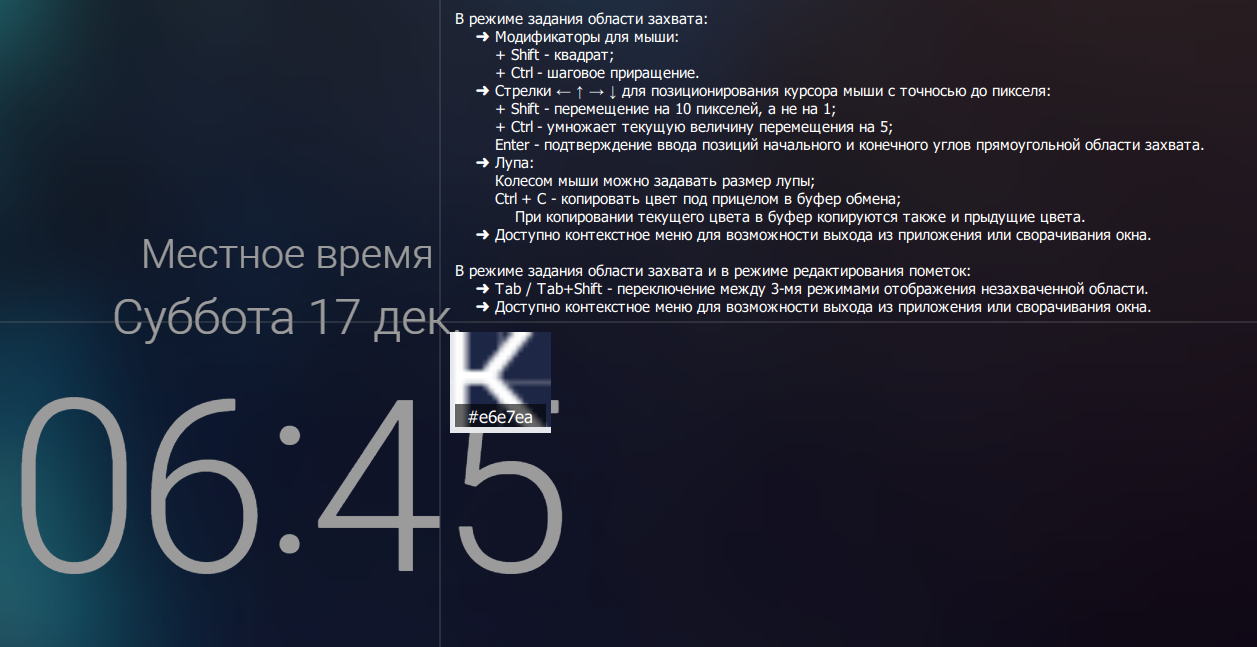 В режиме задания области захвата:
➜ Модификаторы для мыши:
+ Shift - квадрат;
+ Ctrl - шаговое приращение.
➜ Стрелки ← ↑ → ↓ для позиционирования курсора мыши с точносью до пикселя:
+ Shift - перемещение на 10 пикселей, а не на 1;
+ Ctrl - умножает текущую величину перемещения на 5;
Enter - подтверждение ввода позиций начального и конечного углов прямоугольной области захвата.
➜ Лупа:
Колесом мыши можно задавать размер лупы;
Ctrl + C - копировать цвет под прицелом в буфер обмена;
При копировании текущего цвета в буфер копируются также и прыдущие цвета.
➜ Доступно контекстное меню для возможности выхода из приложения или сворачивания окна.
В режиме задания области захвата и в режиме редактирования пометок:
➜ Tab / Tab+Shift - переключение между 3-мя режимами отображения незахваченной области.
➜ Доступно контекстное меню для возможности выхода из приложения или сворачивания окна.
Местное время
Суббота 17 дек.
К
#e6e7ea
06:45